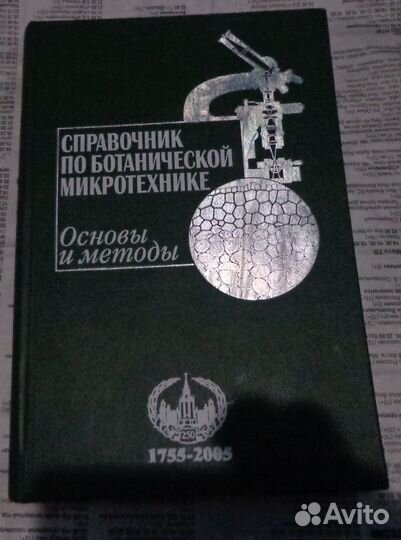 СПРАВОЧНИК
ПО БОТАНИЧЕСКОЙ
МИКРОТЕХНИКЕ
Основы
и методы
250
1755-2005
Avito